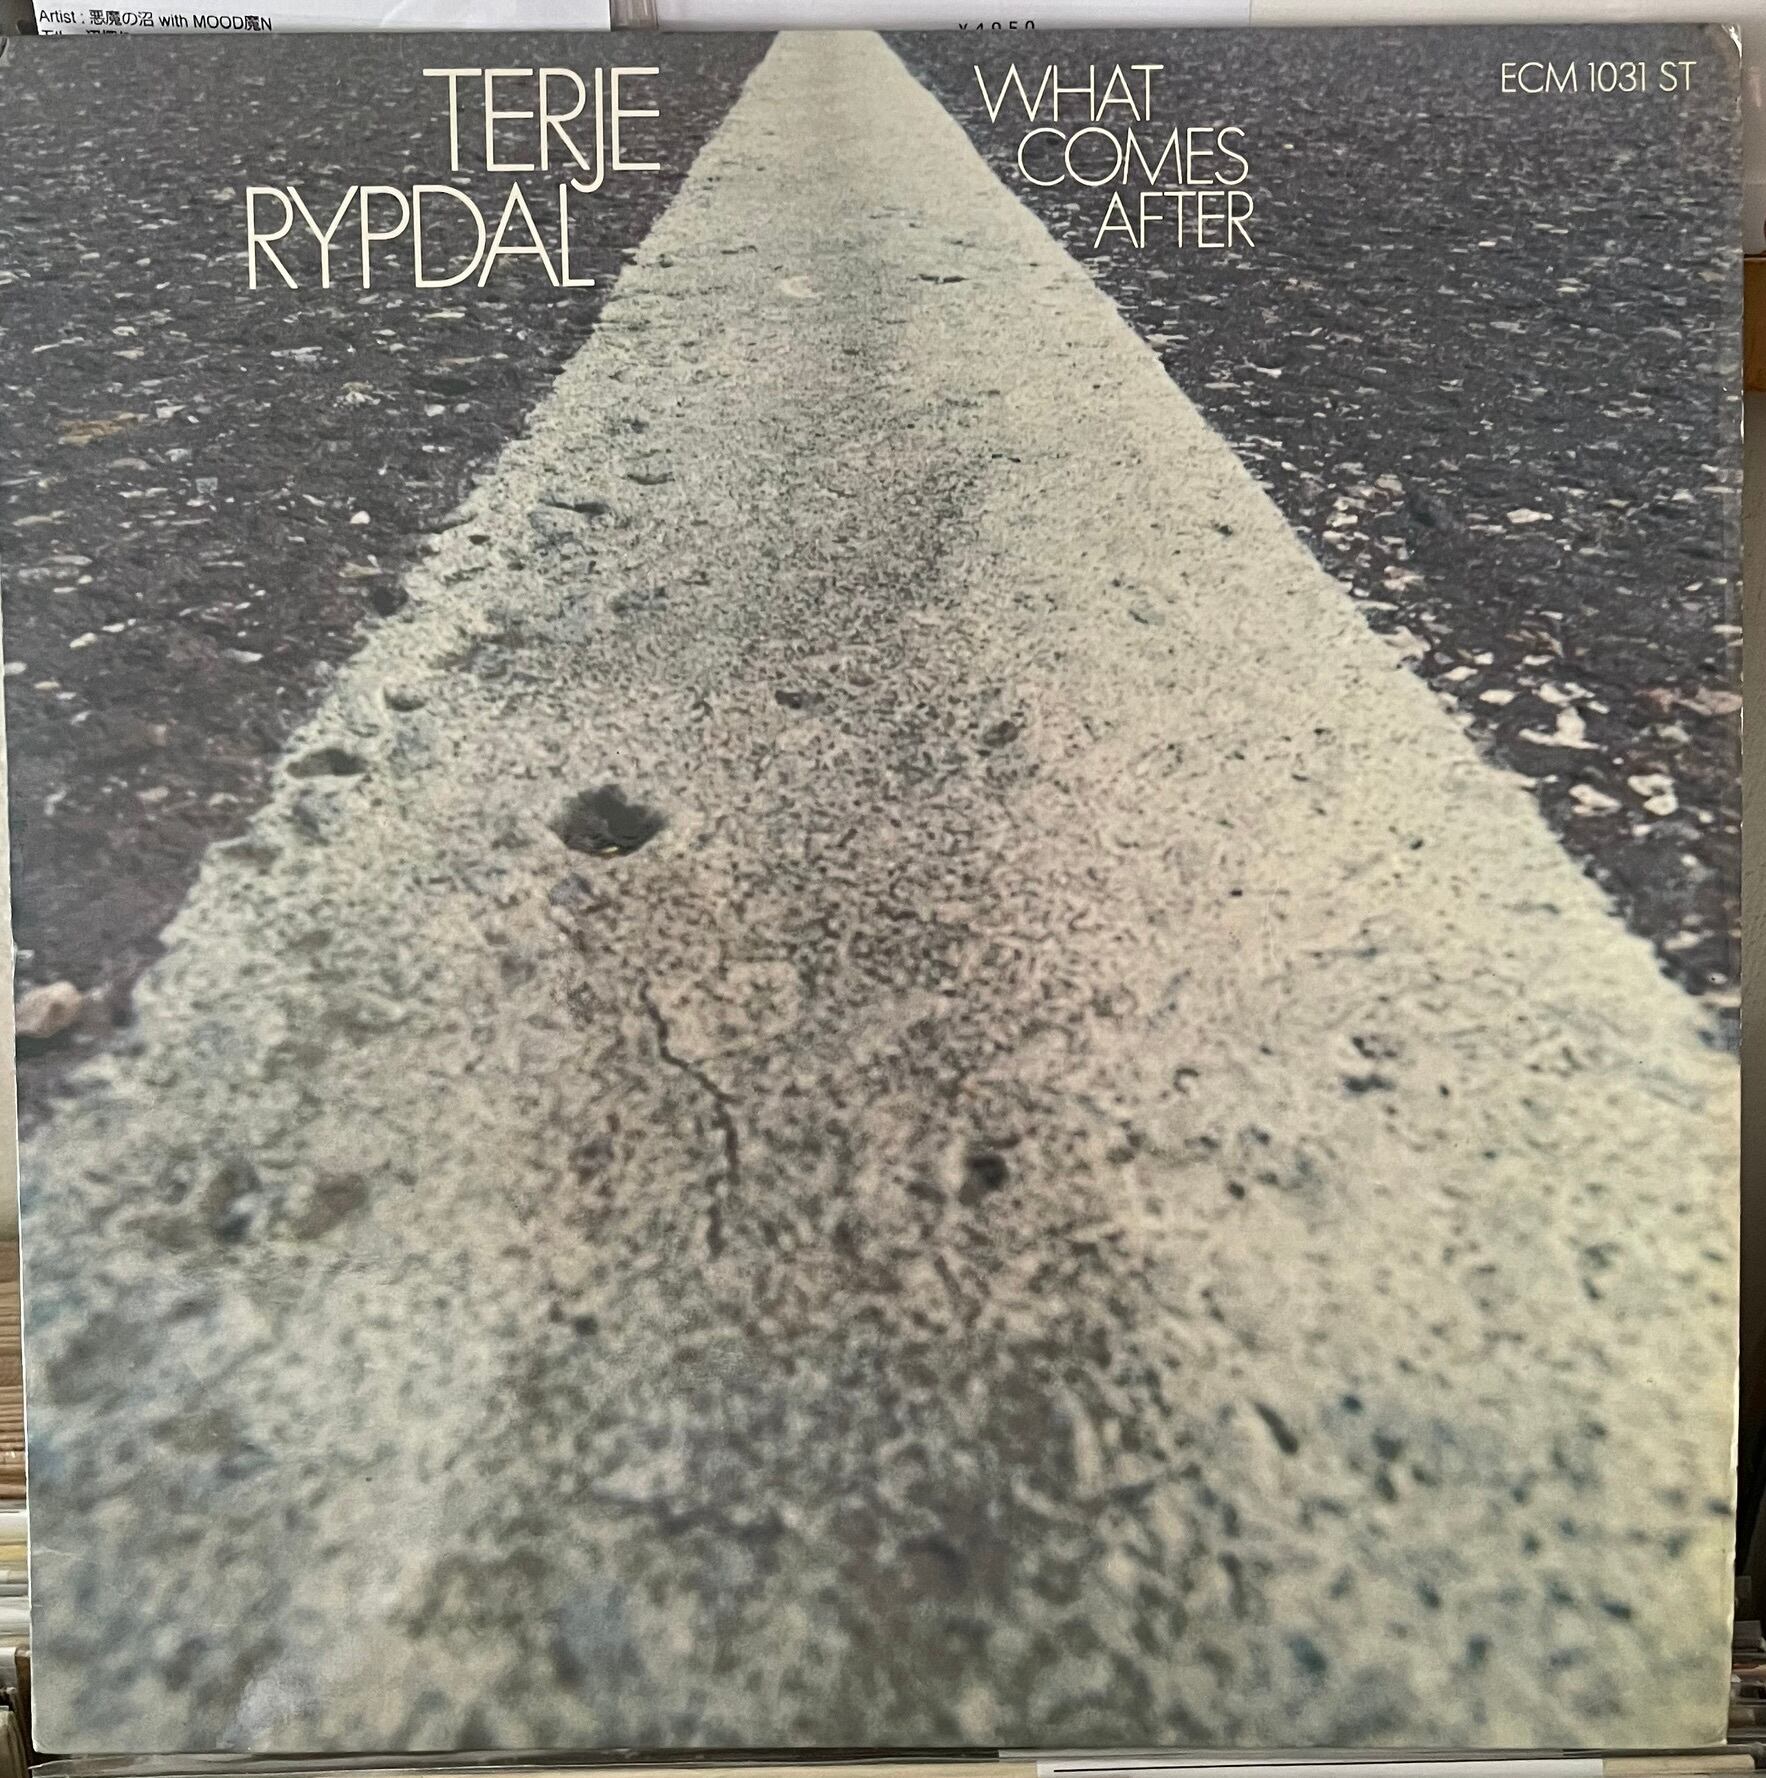 Artist : 悪魔の沼 with MOOD魔N
TERJE
RYPDAL
WHAT
COMES
AFTER
ECM 1031 ST